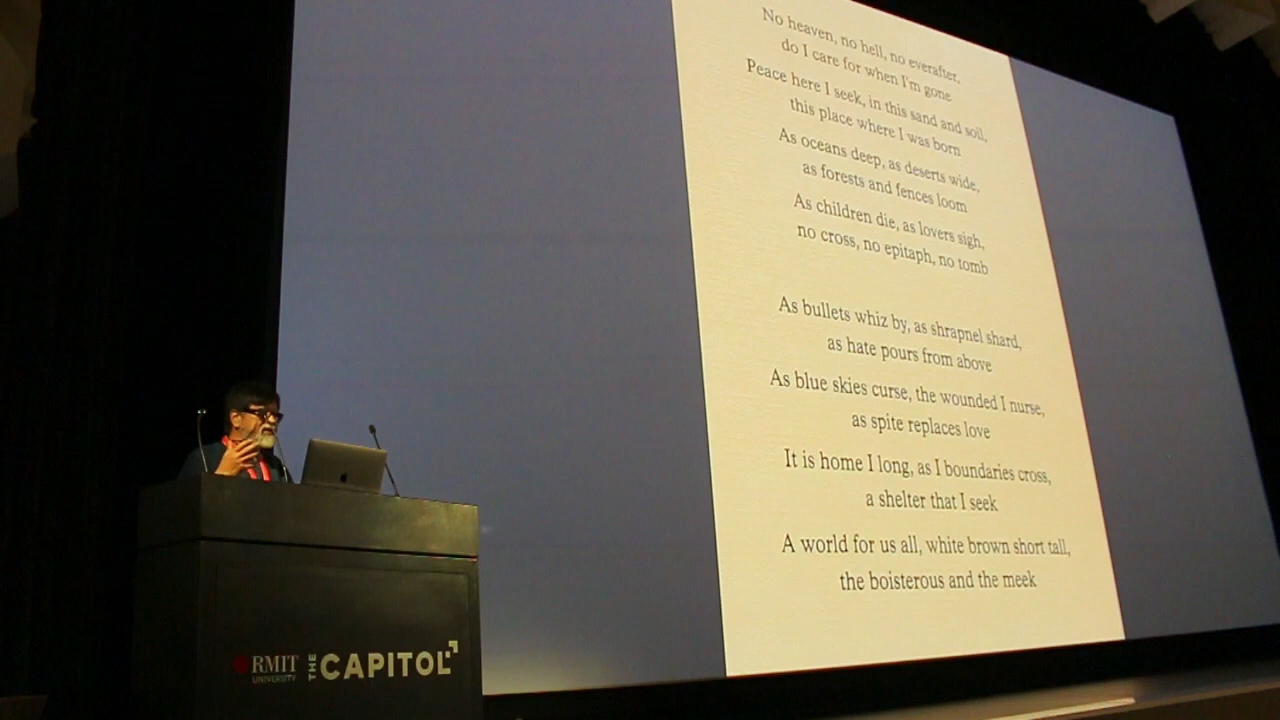 No heaven, no hell, no everafter,
do I care for when I'm gone
Peace here I seek, in this sand and soil,
this place where I was born
As oceans deep, as deserts wide,
as forests and fences loom
As children die, as lovers sigh,
no cross, no epitaph, no tomb
As bullets whiz by, as shrapnel shard,
as hate pours from above
As blue skies curse, the wounded I nurse,
as spite replaces love
It is home I long, as I boundaries cross,
a shelter that I seek
A world for us all, white brown short tall,
the boisterous and the meek
RMIT
UNIVERSITY
THE CAPITOL